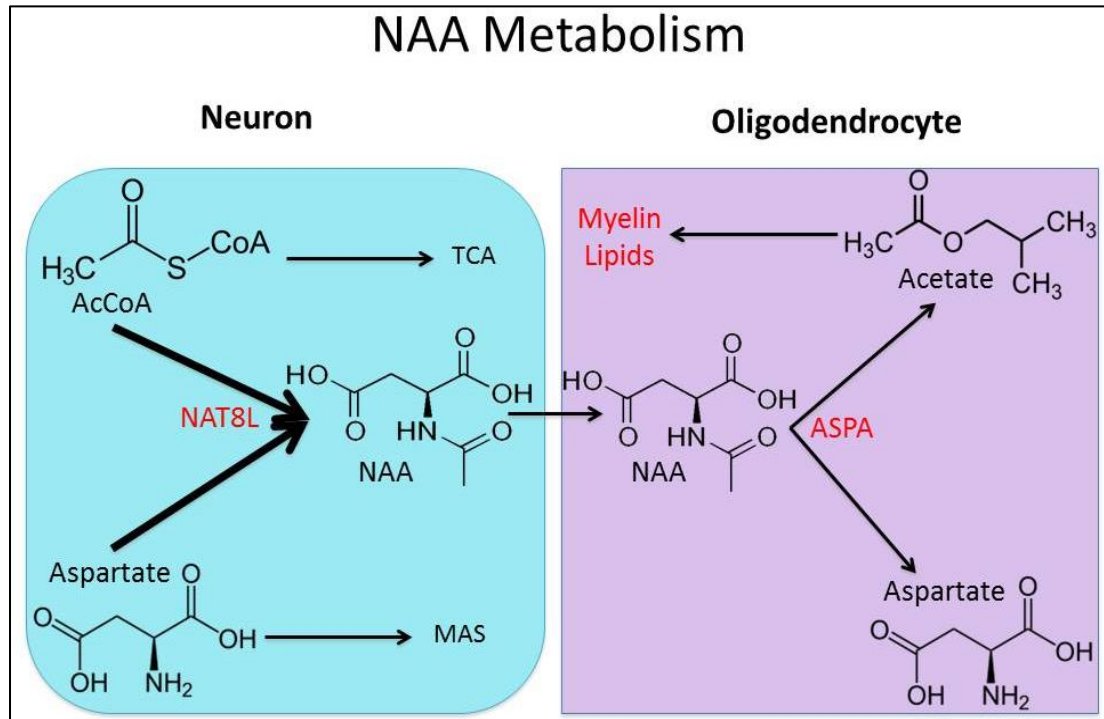 NAA Metabolism
Neuron
Oligodendrocyte
O
H₃C
S
CoA
AcCoA
TCA
NAT8L
HO
O
O
OH
HN
O
NAA
Aspartate
O
O
OH
OH
NH₂
MAS
Myelin
Lipids
O
H₃C
O
CH₃
CH₃
Acetate
HO
O
O
OH
HN
O
NAA
ASPA
Aspartate
O
O
OH
OH
NH₂